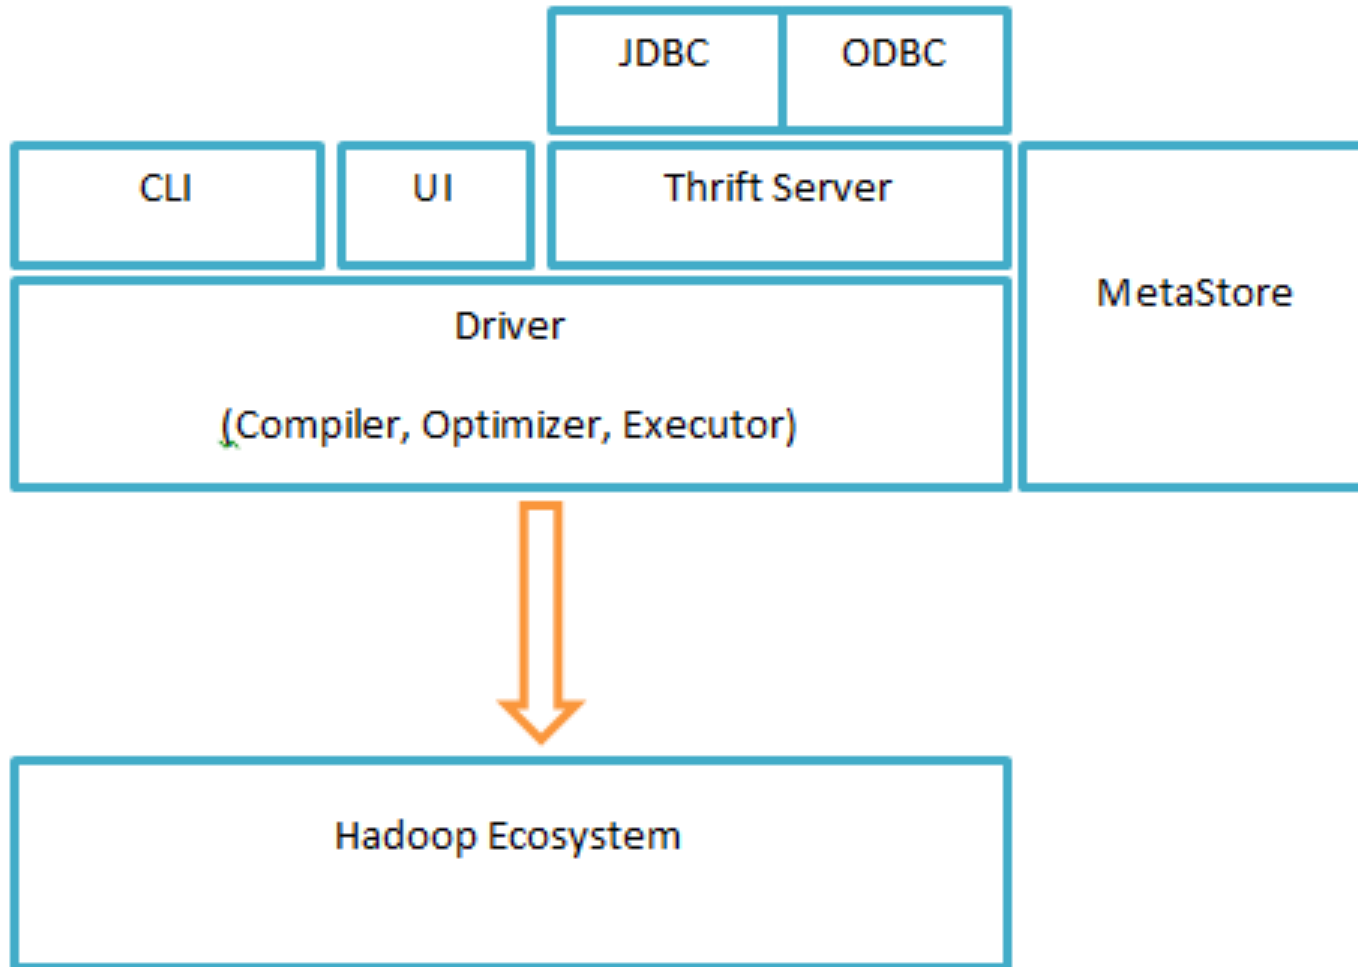 JDBC
ODBC
CLI
UI
Thrift Server
MetaStore
Driver
(Compiler, Optimizer, Executor)
Hadoop Ecosystem